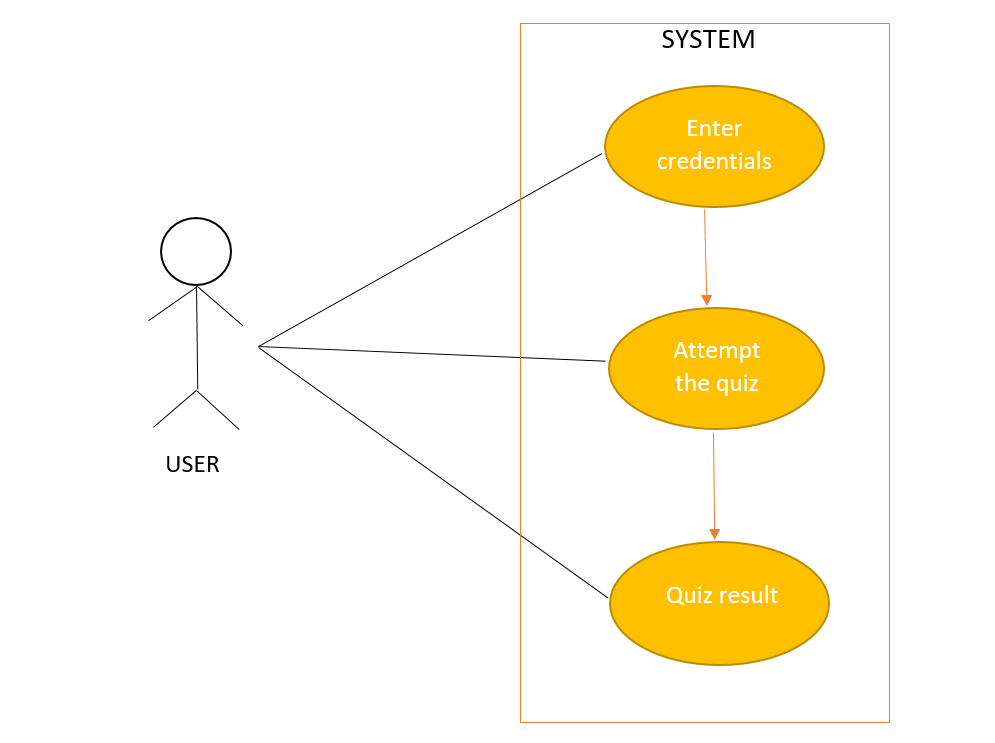 SYSTEM
Enter
credentials
Attempt
the quiz
USER
Quiz result